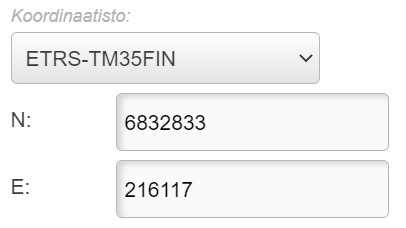 Koordinaatisto:
ETRS-TM35FIN
N: 6832833
E: 216117